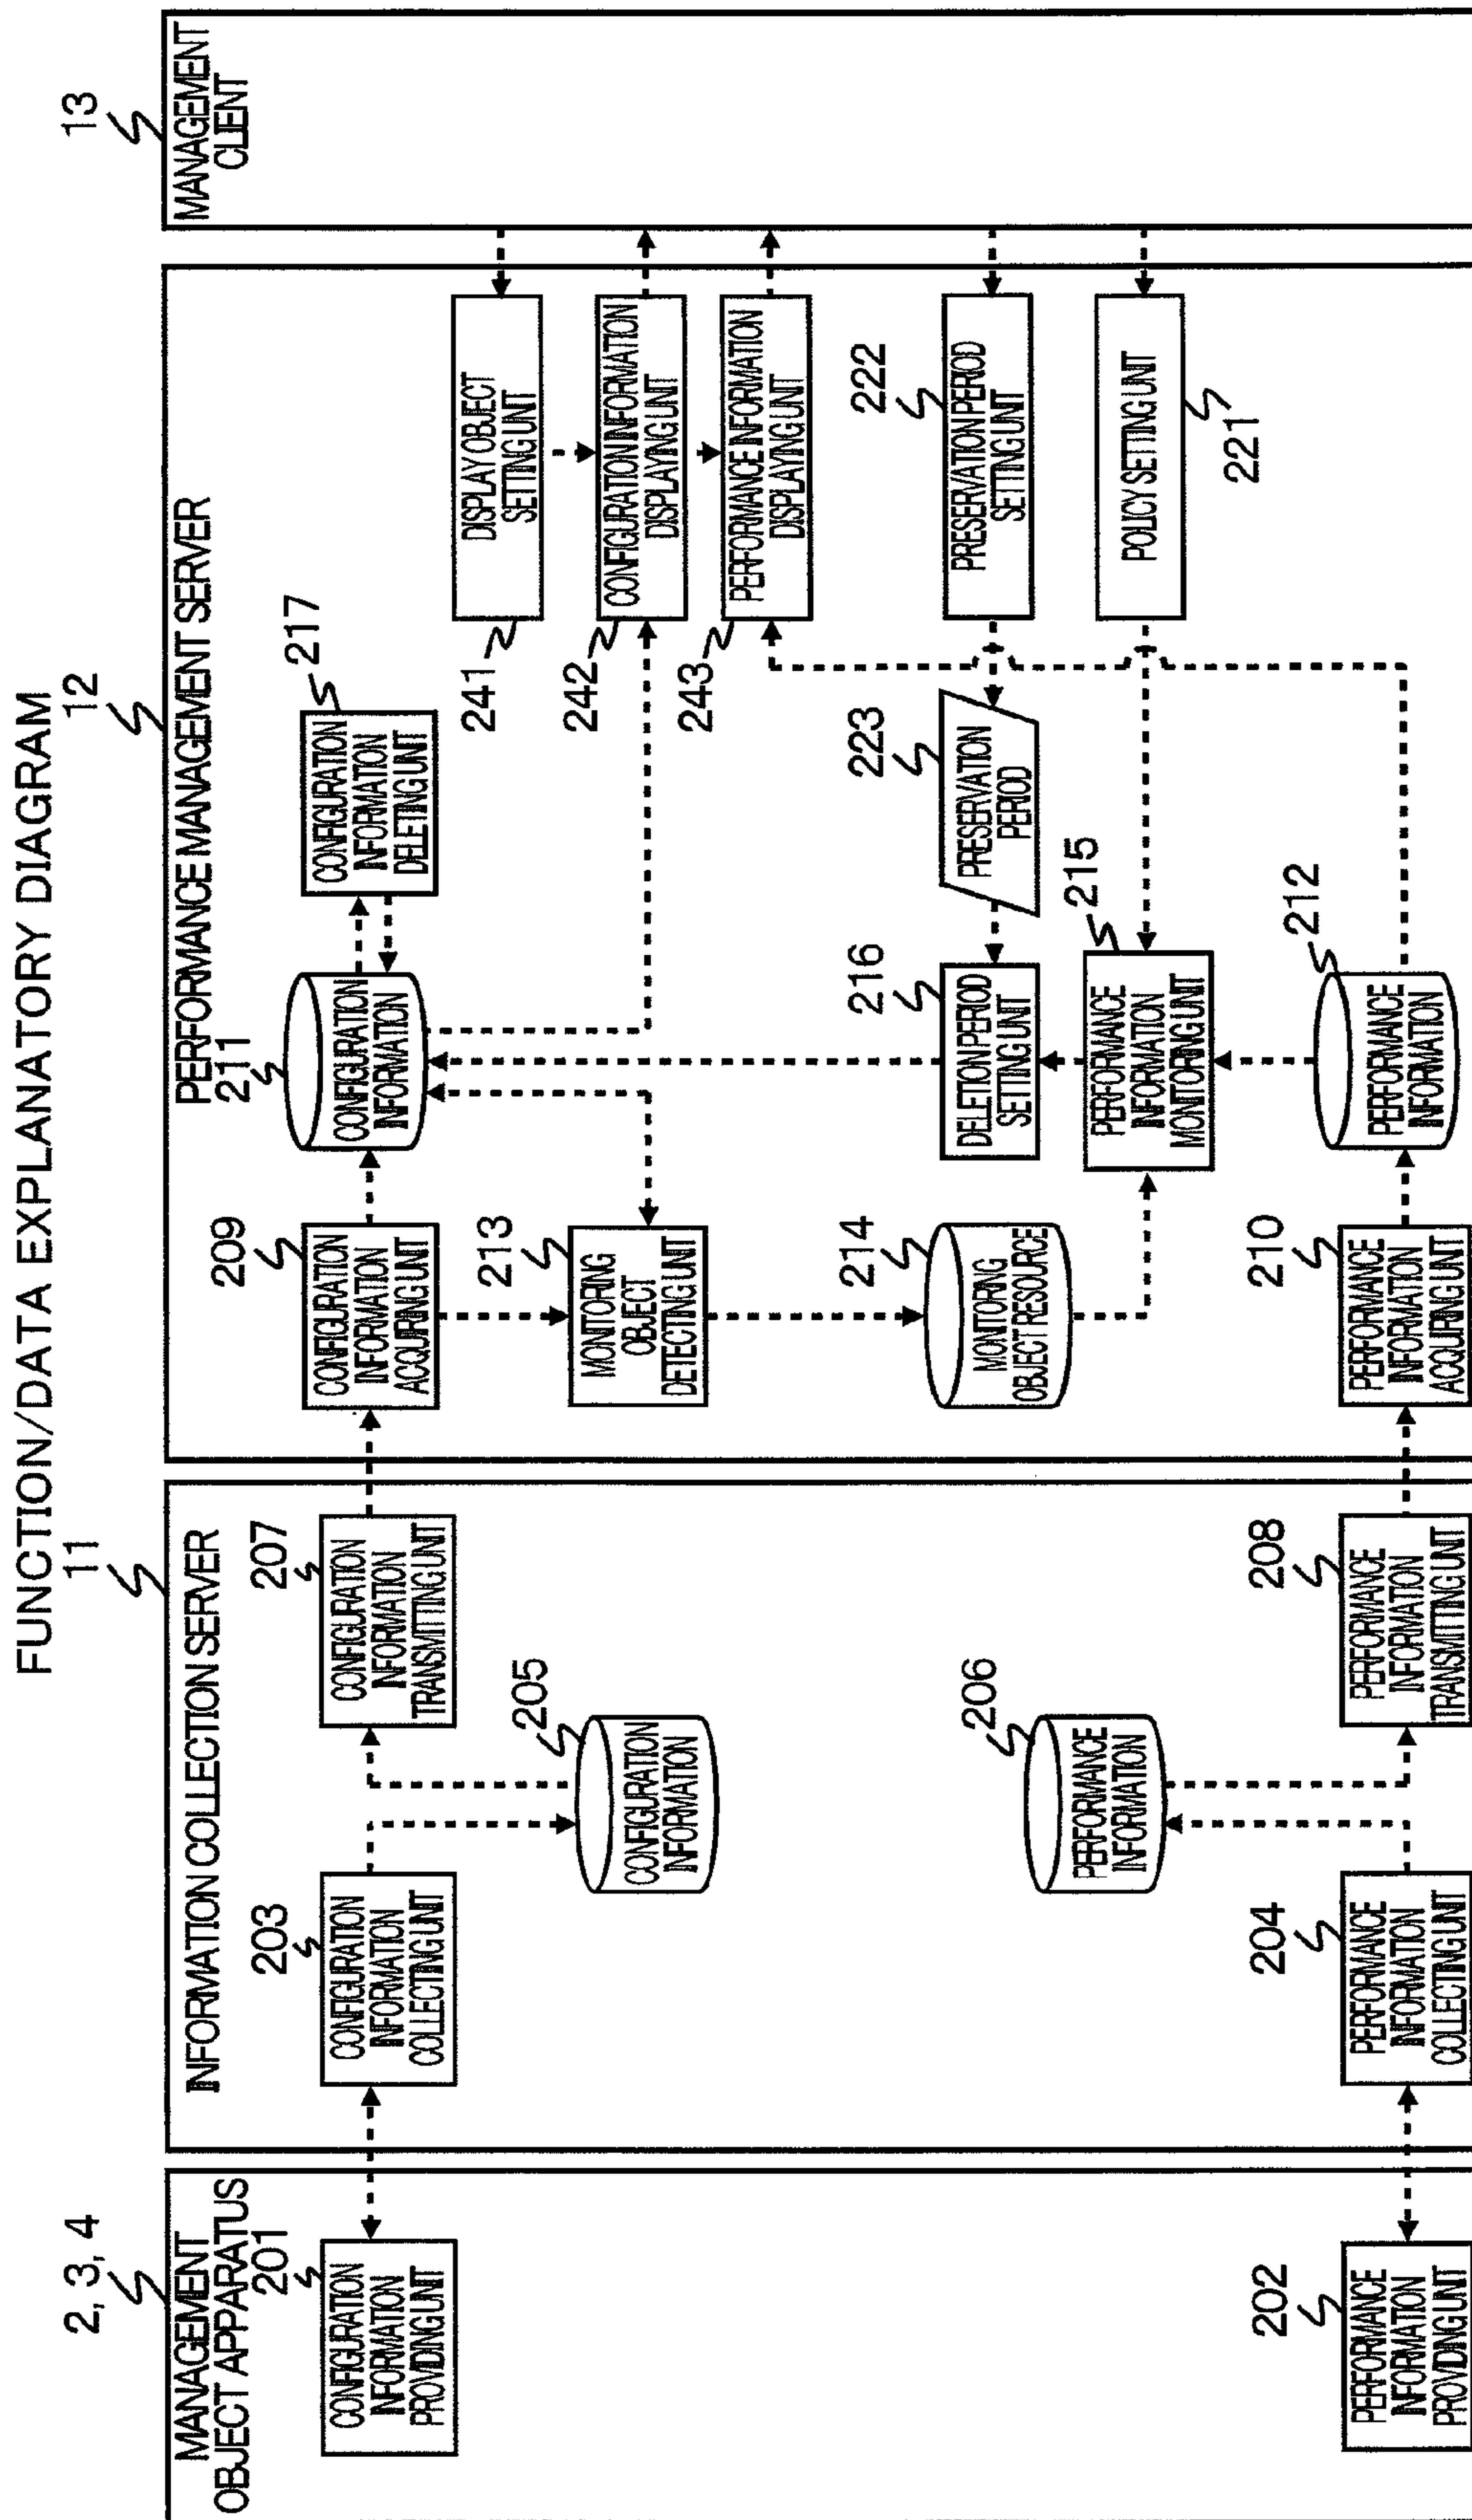 FUNCTION/DATA EXPLANATORY DIAGRAM
2, 3, 4
MANAGEMENT
OBJECT APPARATUS
201
CONFIGURATION
INFORMATION
PROVIDING UNIT
202
PERFORMANCE
INFORMATION
PROVIDING UNIT
11
INFORMATION COLLECTION SERVER
203
CONFIGURATION
INFORMATION
COLLECTING UNIT
207
CONFIGURATION
INFORMATION
TRANSMITTING UNIT
205
CONFIGURATION
INFORMATION
206
PERFORMANCE
INFORMATION
204
PERFORMANCE
INFORMATION
COLLECTING UNIT
208
PERFORMANCE
INFORMATION
TRANSMITTING UNIT
12
PERFORMANCE MANAGEMENT SERVER
209
CONFIGURATION
INFORMATION
ACQUIRING UNIT
211
CONFIGURATION
INFORMATION
217
CONFIGURATION
INFORMATION
DELETING UNIT
213
MONITORING
OBJECT
DETECTING UNIT
241
DISPLAY OBJECT
SETTING UNIT
242
CONFIGURATION INFORMATION
DISPLAYING UNIT
243
PERFORMANCE INFORMATION
DISPLAYING UNIT
214
MONITORING
OBJECT RESOURCE
216
DELETION PERIOD
SETTING UNIT
223
PRESERVATION
PERIOD
222
PRESERVATION PERIOD
SETTING UNIT
215
PERFORMANCE
INFORMATION
MONITORING UNIT
POLICY SETTING UNIT
221
210
PERFORMANCE
INFORMATION
ACQUIRING UNIT
212
PERFORMANCE
INFORMATION
13
MANAGEMENT
CLIENT